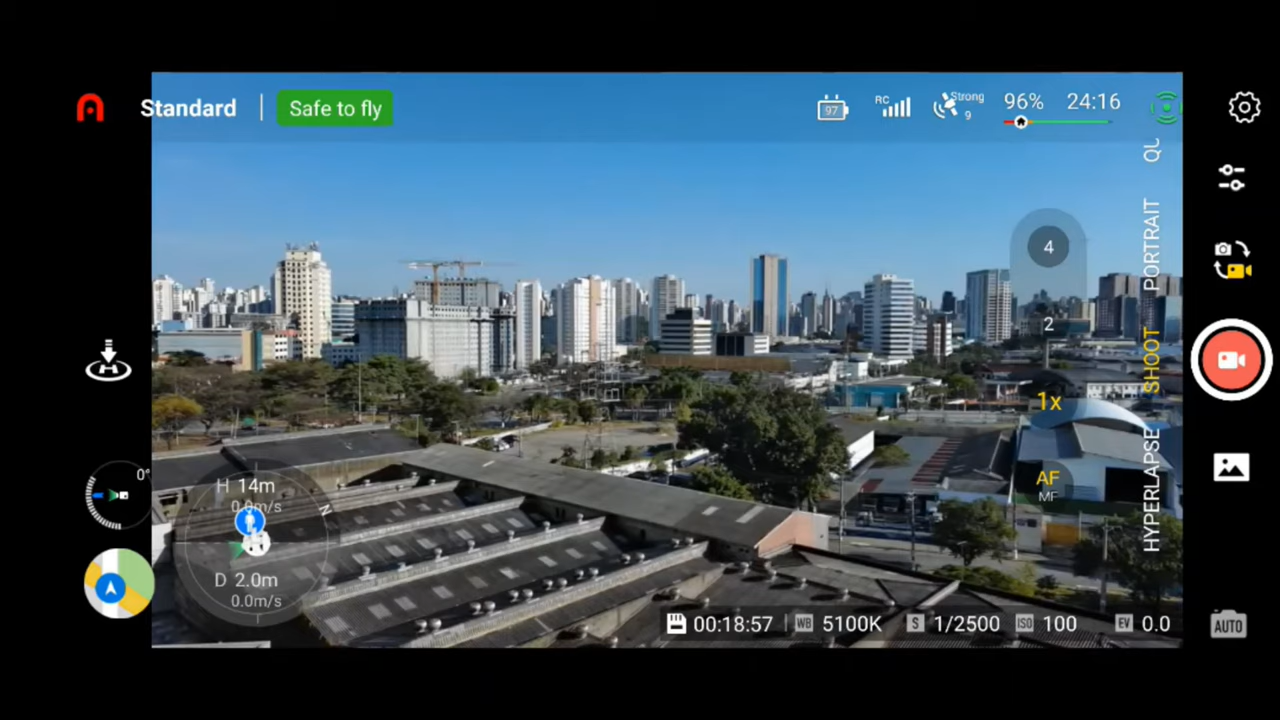 Standard
Safe to fly
97
RC
Strong
9
96%
24:16
QL
PORTRAIT
SHOOT
HYPERLAPSE
4
2
1x
AF
MF
0°
H 14m
0.0m/s
N
D 2.0m
0.0m/s
00:18:57
WB 5100K
S 1/2500
ISO 100
EV 0.0
AUTO